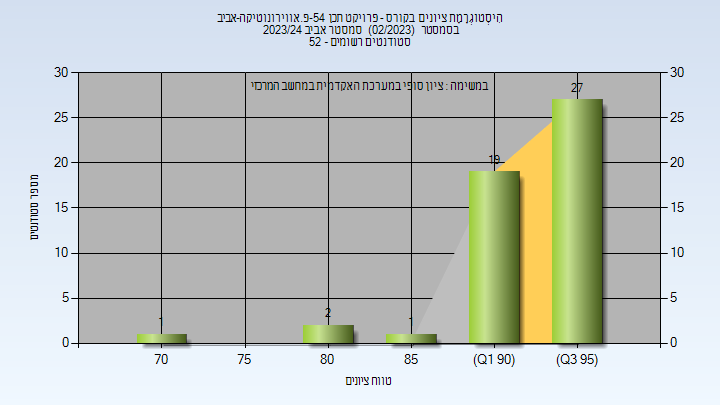 היסטוגרמת ציונים בקורס - פרויקט תכן 9-54.אווירונוטיקה-אביב
בסמסטר (02/2023) סמסטר אביב 2023/24
סטודנטים רשומים - 52
במשימה : ציון סופי במערכת האקדמית במחשב המרכזי
מספר סטודנטים
30 30
25 25
20 20
15 15
10 10
5 5
0 0
1
2
1
19
27
70 75 80 85 (Q1 90) (Q3 95)
טווח ציונים